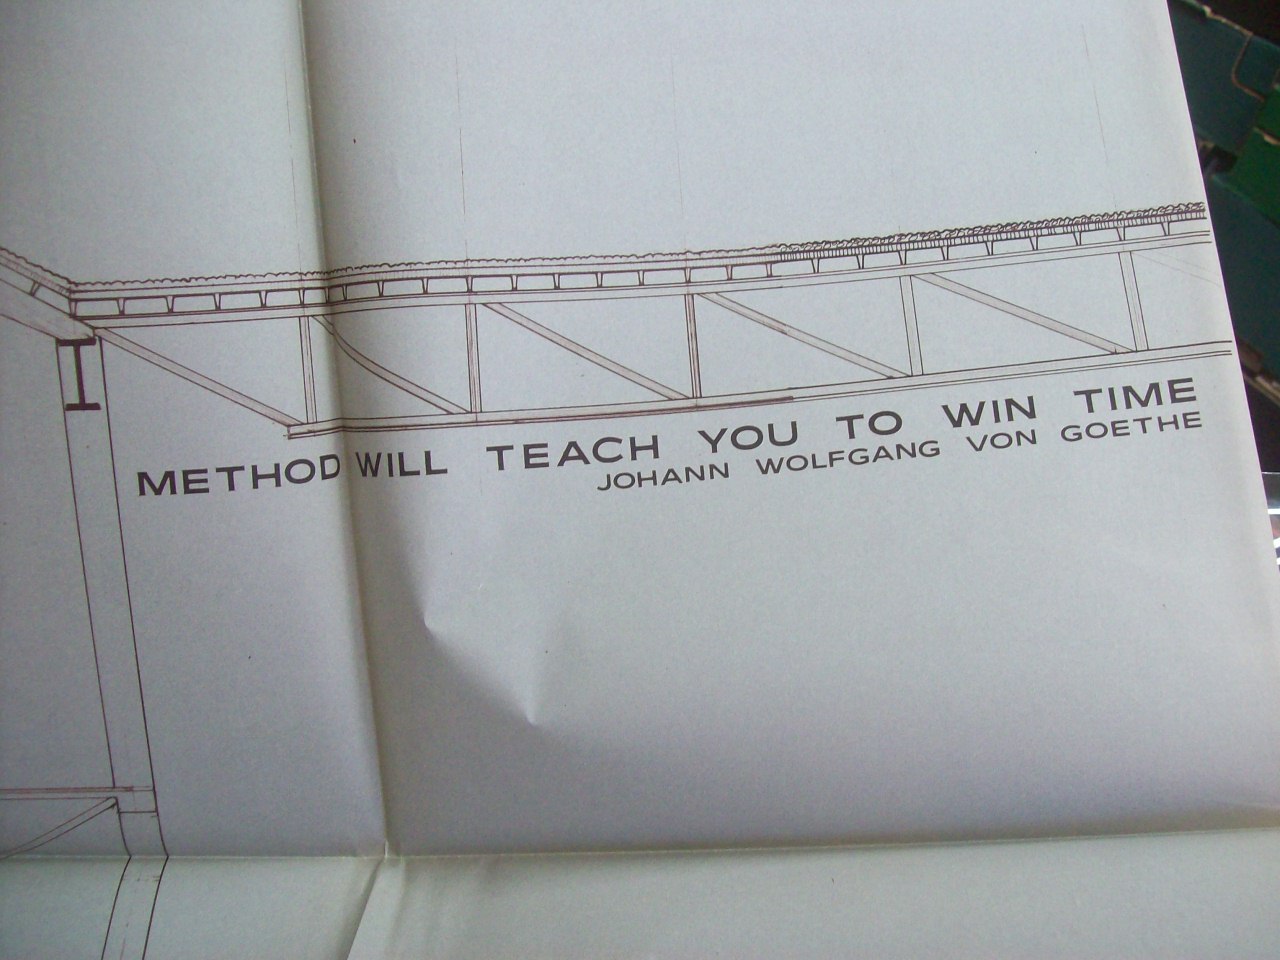 METHOD WILL TEACH YOU TO WIN TIME
JOHANN WOLFGANG VON GOETHE